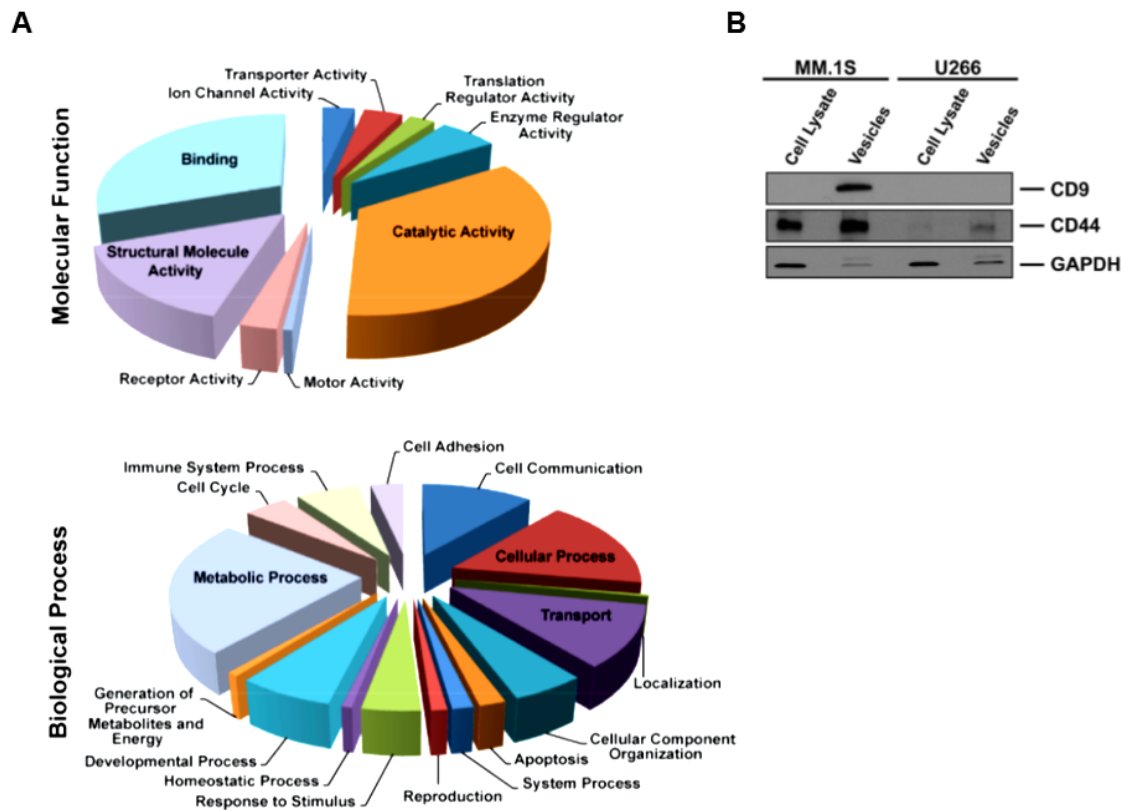 A
Molecular Function
Transporter Activity
Ion Channel Activity
Translation
Regulator Activity
Enzyme Regulator
Activity
Binding
Catalytic Activity
Structural Molecule
Activity
Receptor Activity
Motor Activity
Biological Process
Cell Adhesion
Immune System Process
Cell Communication
Cell Cycle
Cellular Process
Metabolic Process
Transport
Localization
Generation of
Precursor
Metabolites and
Energy
Cellular Component
Organization
Developmental Process
Apoptosis
Homeostatic Process
System Process
Response to Stimulus
Reproduction
B
MM.1S
U266
Cell Lysate
Vesicles
Cell Lysate
Vesicles
CD9
CD44
GAPDH